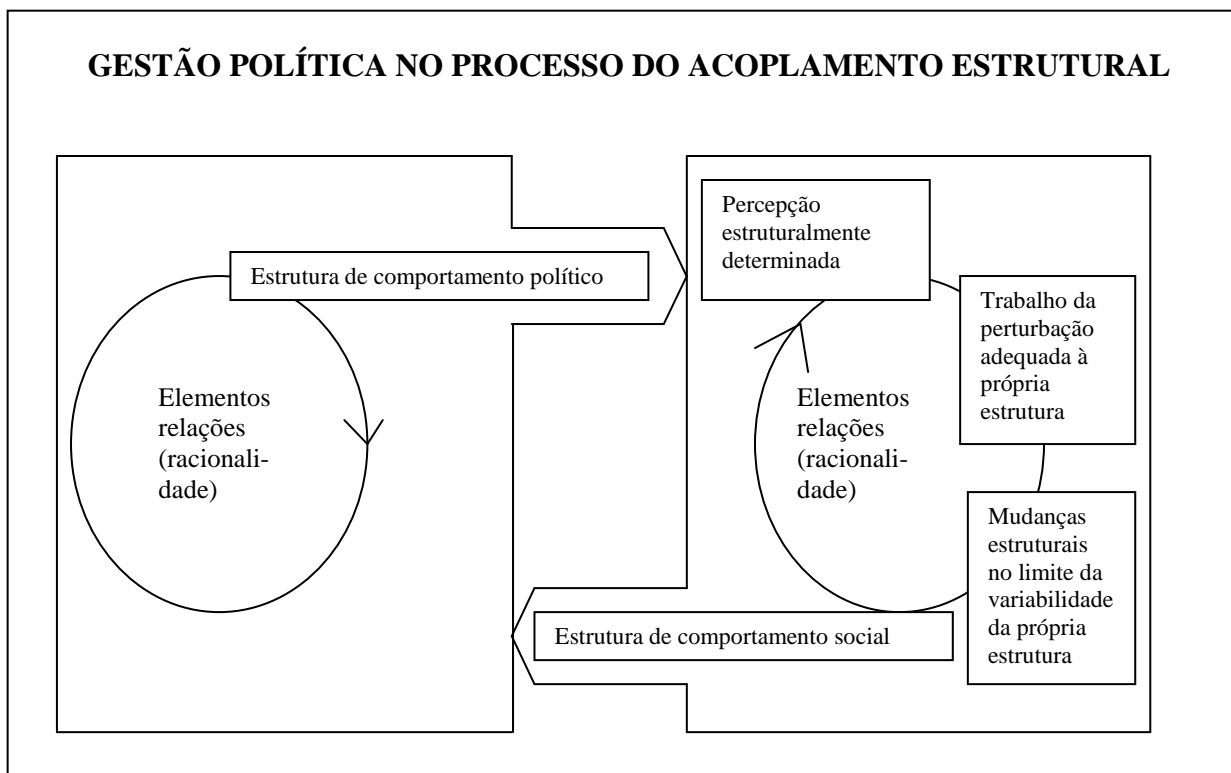 GESTÃO POLÍTICA NO PROCESSO DO ACOPLAMENTO ESTRUTURAL
Estrutura de comportamento político
Elementos
relações
(racionali-
dade)
Percepção
estruturalmente
determinada
Trabalho da
perturbação
adequada à
própria
estrutura
Elementos
relações
(racionali-
dade)
Mudanças
estruturais
no limite da
variabilidade
da própria
estrutura
Estrutura de comportamento social